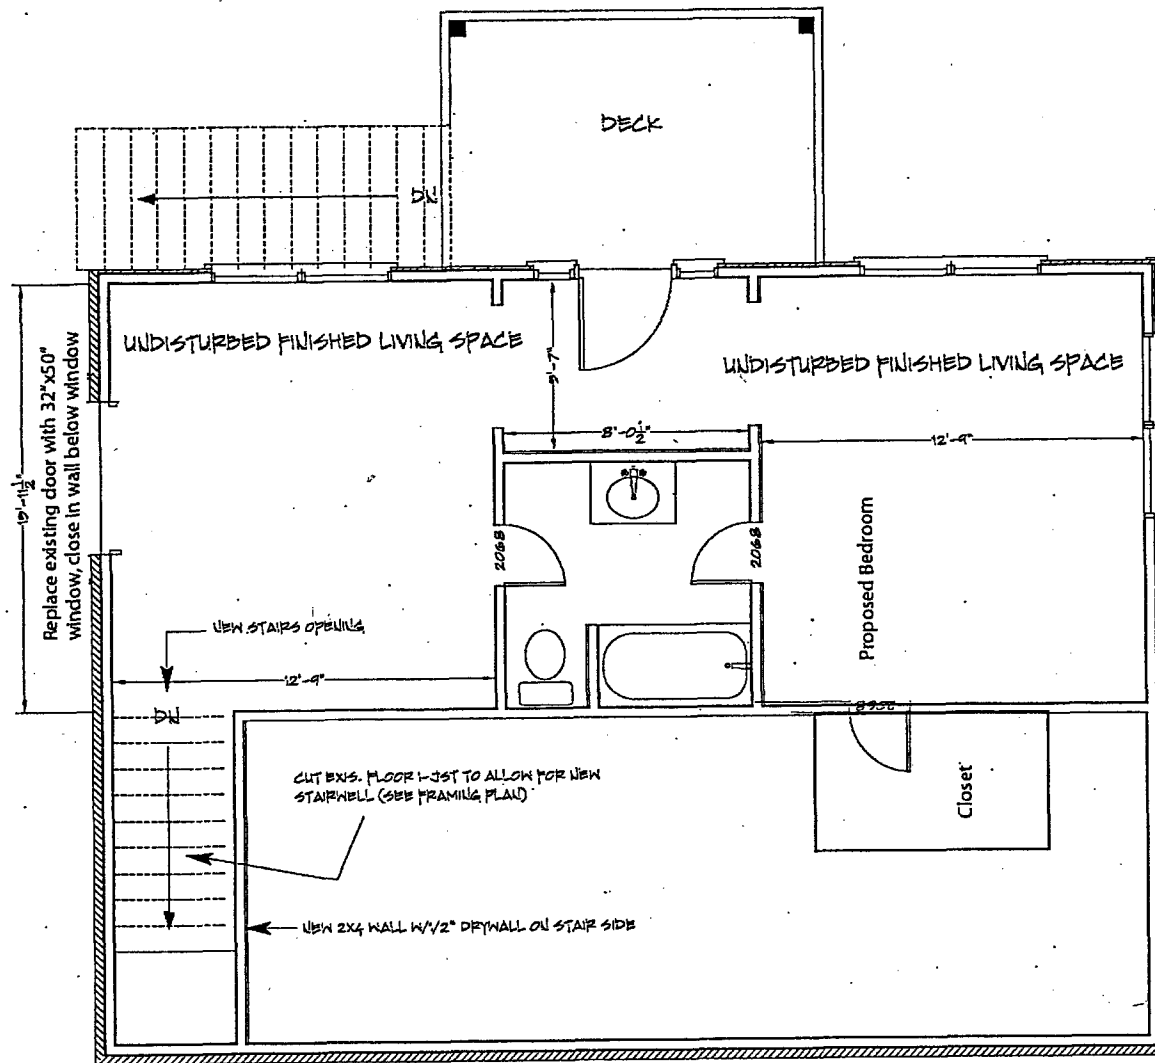 DECK
DN
UNDISTURBED FINISHED LIVING SPACE
UNDISTURBED FINISHED LIVING SPACE
5'-7"
8'-0½"
12'-9"
Replace existing door with 32"x50"
window, close in wall below window
2068
2068
Proposed Bedroom
NEW STAIRS OPENING
12'-9"
DN
CUT EXIS. FLOOR I-JST TO ALLOW FOR NEW
STAIRWELL (SEE FRAMING PLAN)
Closet
NEW 2X4 WALL W/1/2" DRYWALL ON STAIR SIDE